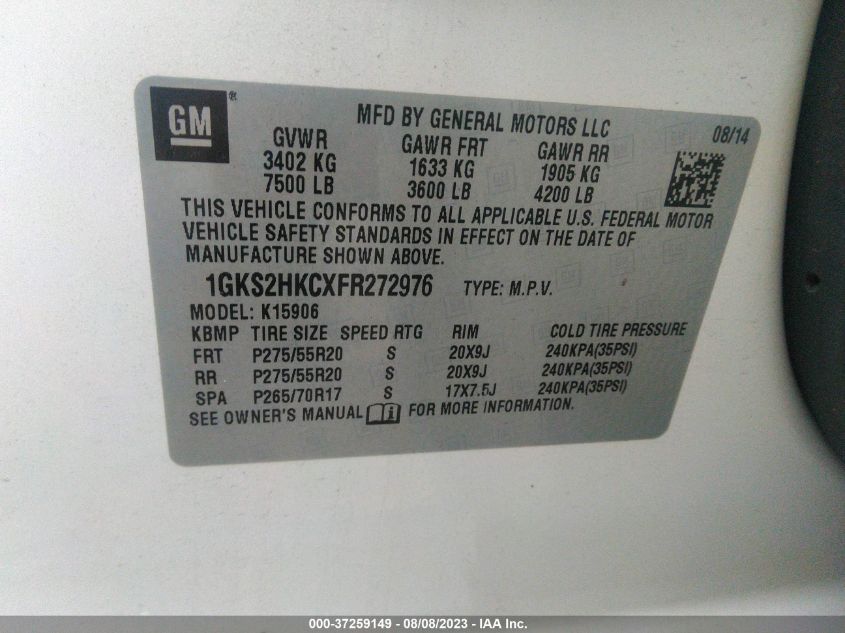 GM®
MFD BY GENERAL MOTORS LLC 08/14
GVWR GAWR FRT GAWR RR
3402 KG 1633 KG 1905 KG
7500 LB 3600 LB 4200 LB
THIS VEHICLE CONFORMS TO ALL APPLICABLE U.S. FEDERAL MOTOR
VEHICLE SAFETY STANDARDS IN EFFECT ON THE DATE OF
MANUFACTURE SHOWN ABOVE.
1GKS2HKCXFR272976 TYPE: M.P.V.
MODEL: K15906
KBMP TIRE SIZE SPEED RTG RIM COLD TIRE PRESSURE
FRT P275/55R20 S 20X9J 240KPA(35PSI)
RR P275/55R20 S 20X9J 240KPA(35PSI)
SPA P265/70R17 S 17X7.5J 240KPA(35PSI)
SEE OWNER'S MANUAL i FOR MORE INFORMATION.
000-37259149 - 08/08/2023 - IAA Inc.